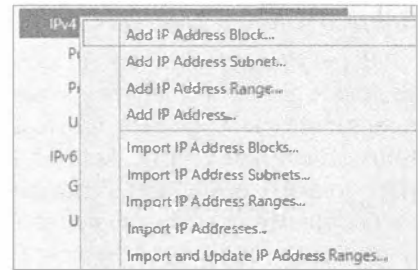 IPv4
Add IP Address Block...
Add IP Address Subnet...
Add IP Address Range...
Add IP Address...
Import IP Address Blocks...
IPv6
Import IP Address Subnets...
Import IP Address Ranges...
Import IP Addresses...
Import and Update IP Address Ranges...